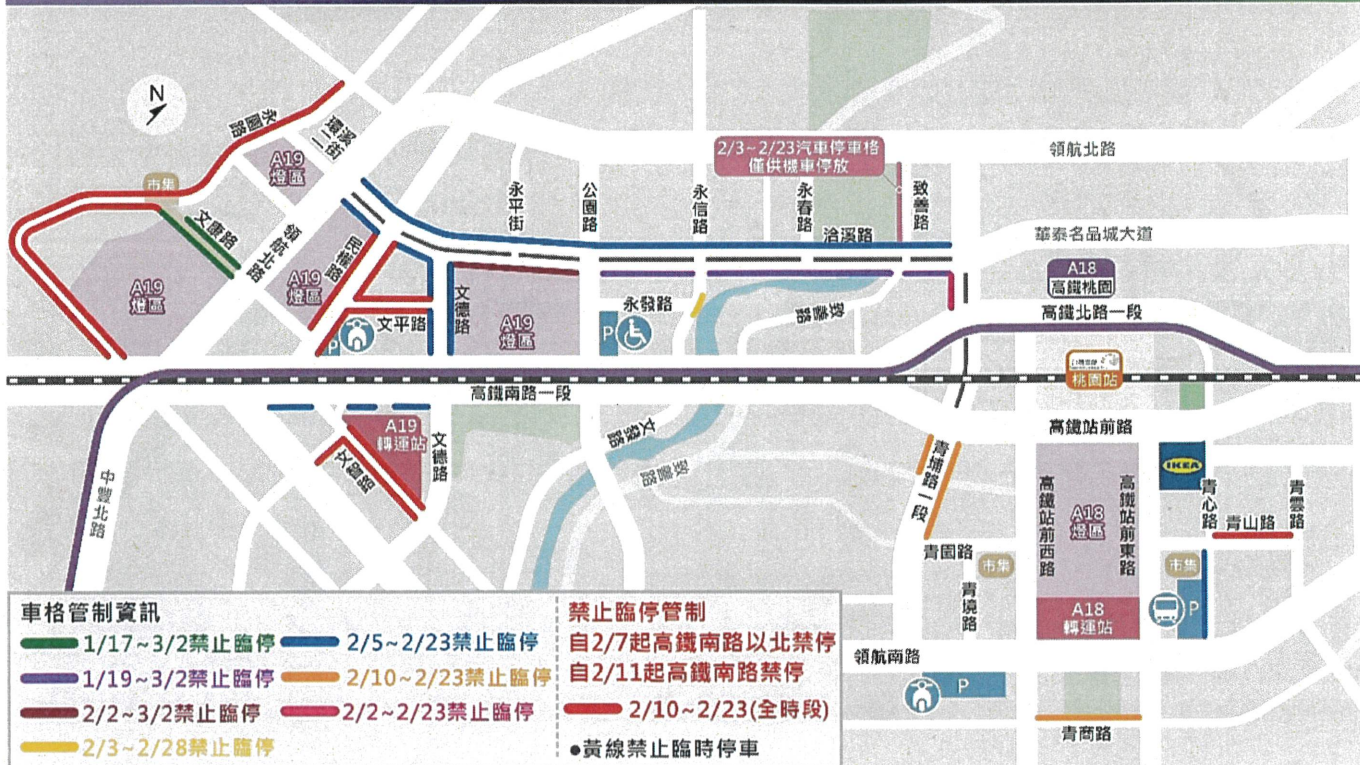 N
永園路
環溪二街
A19
燈區
市集
文康路
領航北路
A19
燈區
A19
燈區
民權路
文平路
P
文德路
A19
燈區
永平街
公園路
永信路
永春路
致善路
2/3~2/23汽車停車格
僅供機車停放
洽溪路
領航北路
華泰名品城大道
A18
高鐵桃園
高鐵北路一段
桃園站
永發路
P
致善路
高鐵南路一段
高鐵站前路
中豐北路
A19
轉運站
文德路
文發路
青埔路一段
高鐵站前西路
A18
燈區
高鐵站前東路
IKEA
青心路
青雲路
青山路
青園路
市集
市集
青境路
A18
轉運站
P
領航南路
P
青商路
車格管制資訊
1/17~3/2禁止臨停
2/5~2/23禁止臨停
1/19~3/2禁止臨停
2/10~2/23禁止臨停
2/2~3/2禁止臨停
2/2~2/23禁止臨停
2/3~2/28禁止臨停
禁止臨停管制
自2/7起高鐵南路以北禁停
自2/11起高鐵南路禁停
2/10~2/23(全時段)
●黃線禁止臨時停車